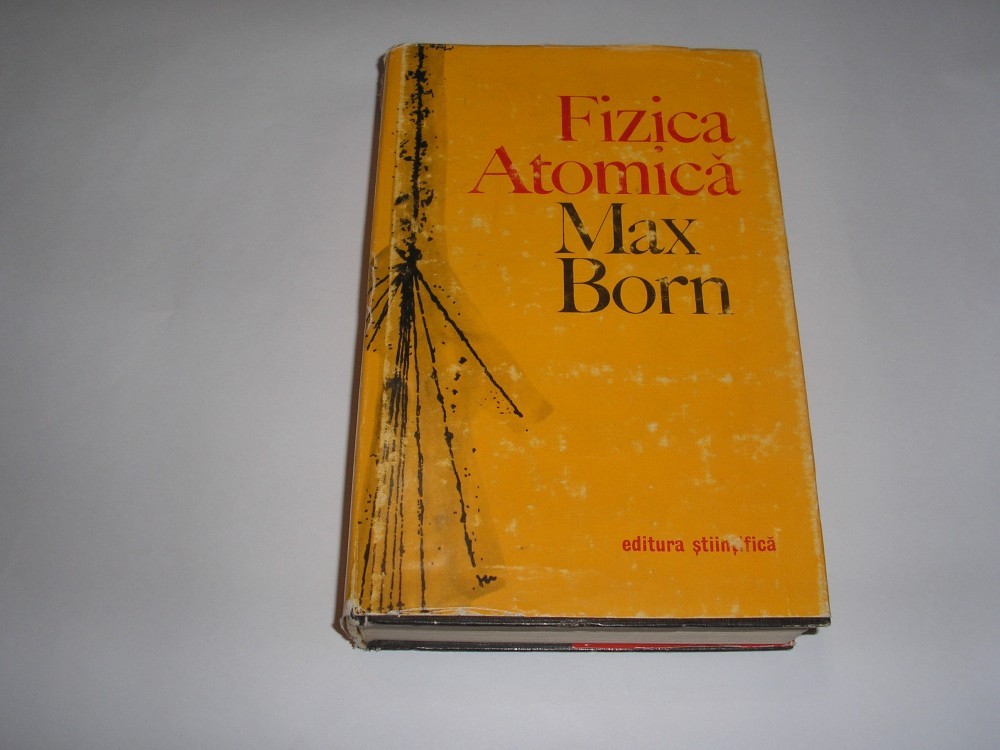 Fizica
Atomică
Max
Born
editura științifică